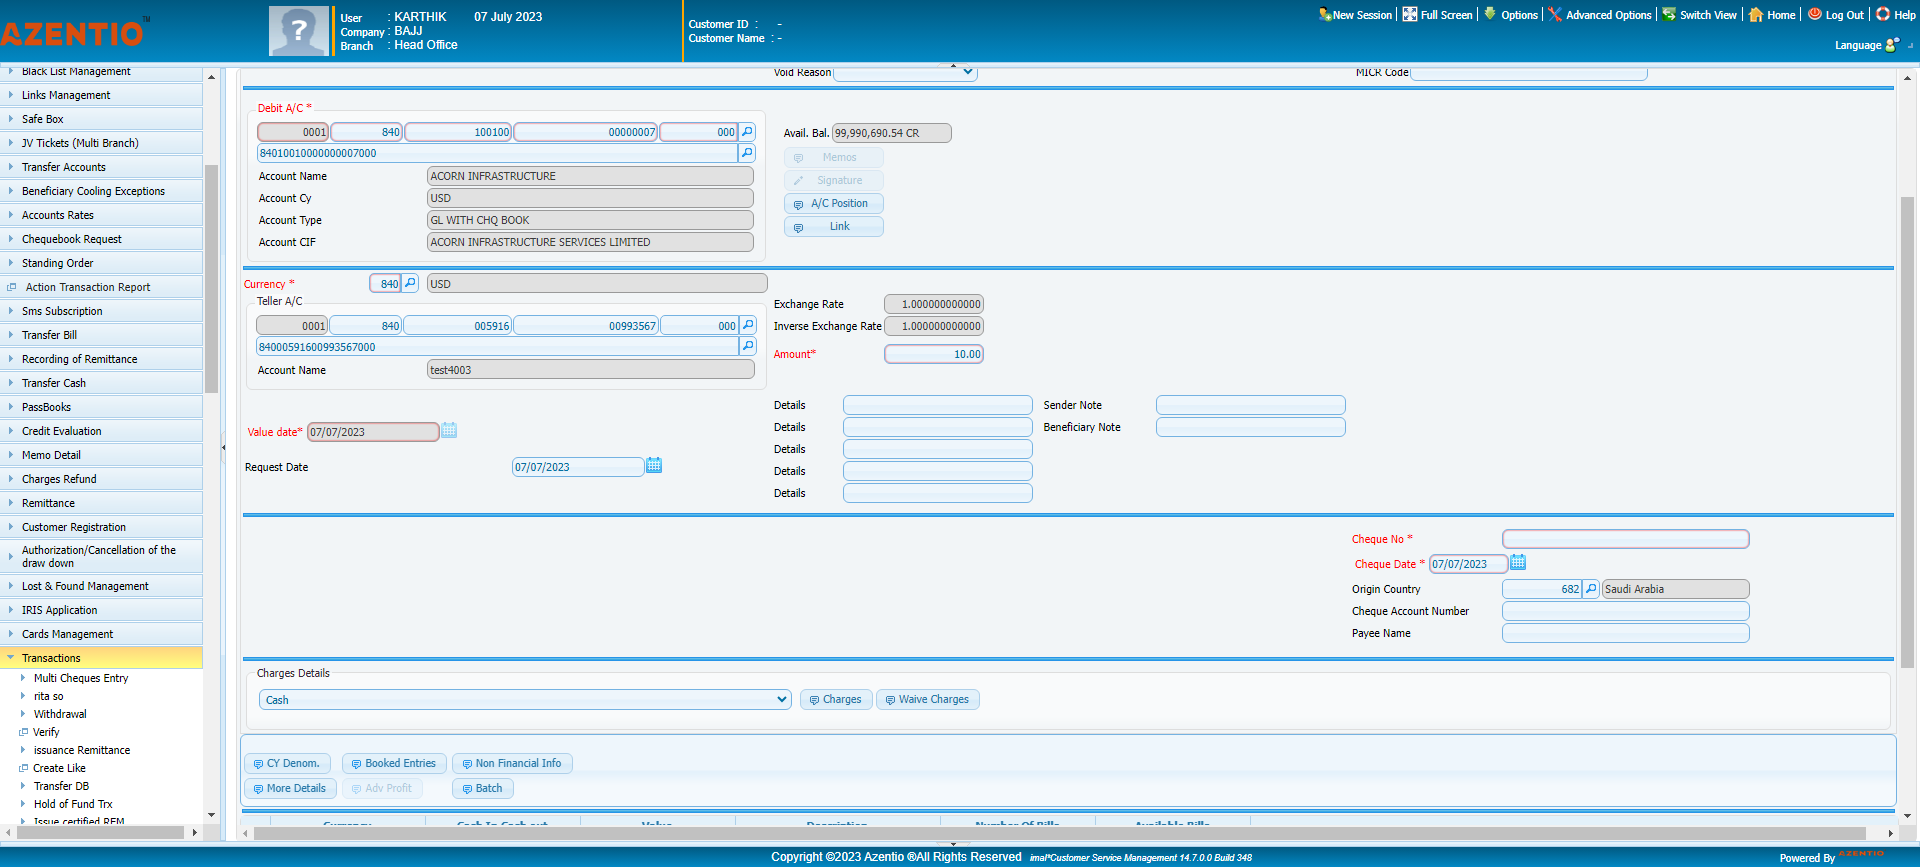 AZENTIO™
User : KARTHIK 07 July 2023
Company : BAJJ
Branch : Head Office
Customer ID : -
Customer Name : -
New Session Full Screen Options Advanced Options Switch View Home Log Out Help
Language
Black List Management
Links Management
Safe Box
JV Tickets (Multi Branch)
Transfer Accounts
Beneficiary Cooling Exceptions
Accounts Rates
Chequebook Request
Standing Order
Action Transaction Report
Sms Subscription
Transfer Bill
Recording of Remittance
Transfer Cash
PassBooks
Credit Evaluation
Memo Detail
Charges Refund
Remittance
Customer Registration
Authorization/Cancellation of the
draw down
Lost & Found Management
IRIS Application
Cards Management
Transactions
Multi Cheques Entry
rita so
Withdrawal
Verify
issuance Remittance
Create Like
Transfer DB
Hold of Fund Trx
Issue certified REM
Void Reason MICR Code
Debit A/C *
0001 840 100100 00000007 000
84010010000000007000
Account Name ACORN INFRASTRUCTURE
Account Cy USD
Account Type GL WITH CHQ BOOK
Account CIF ACORN INFRASTRUCTURE SERVICES LIMITED
Avail. Bal. 99,990,690.54 CR
Memos
Signature
A/C Position
Link
Currency * 840 USD
Teller A/C
0001 840 005916 00993567 000
84000591600993567000
Account Name test4003
Exchange Rate 1.000000000000
Inverse Exchange Rate 1.000000000000
Amount* 10.00
Value date* 07/07/2023
Request Date 07/07/2023
Details Sender Note
Details Beneficiary Note
Details
Details
Details
Cheque No *
Cheque Date * 07/07/2023
Origin Country 682 Saudi Arabia
Cheque Account Number
Payee Name
Charges Details
Cash Charges Waive Charges
CY Denom. Booked Entries Non Financial Info
More Details Adv Profit Batch
Currency Cash In Cash out Value Description Number Of Bills Available Bills
Copyright ©2023 Azentio ®All Rights Reserved imal*Customer Service Management 14.7.0.0 Build 348
Powered By AZENTIO